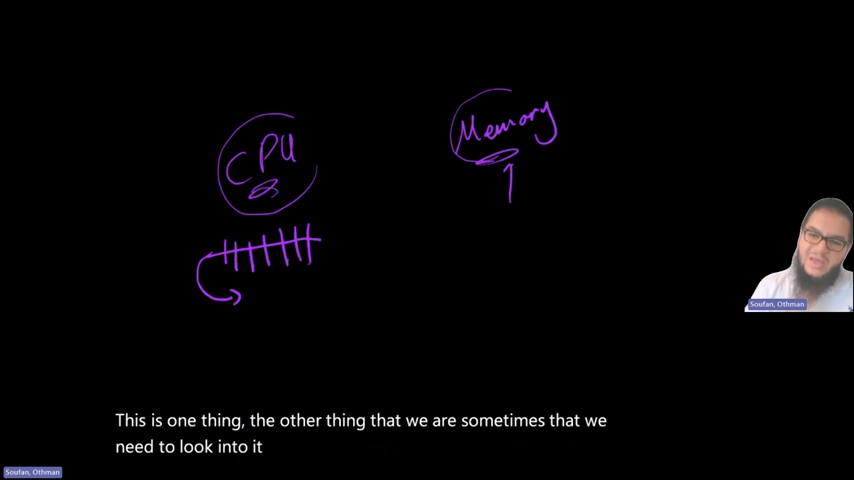 CPU
Memory
Soufan, Othman
This is one thing, the other thing that we are sometimes that we
need to look into it
Soufan, Othman